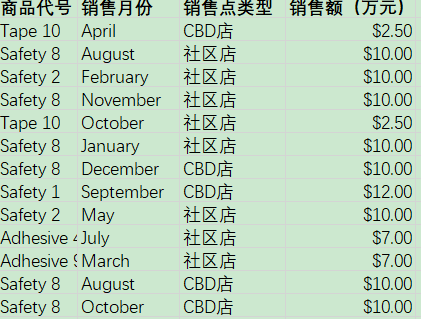 商品代号 销售月份 销售点类型 销售额（万元）
Tape 10 April CBD店 $2.50
Safety 8 August 社区店 $10.00
Safety 2 February 社区店 $10.00
Safety 8 November 社区店 $10.00
Tape 10 October 社区店 $2.50
Safety 8 January 社区店 $10.00
Safety 8 December CBD店 $10.00
Safety 1 September CBD店 $12.00
Safety 2 May 社区店 $10.00
Adhesive 4 July 社区店 $7.00
Adhesive 9 March 社区店 $7.00
Safety 8 August CBD店 $10.00
Safety 8 October CBD店 $10.00